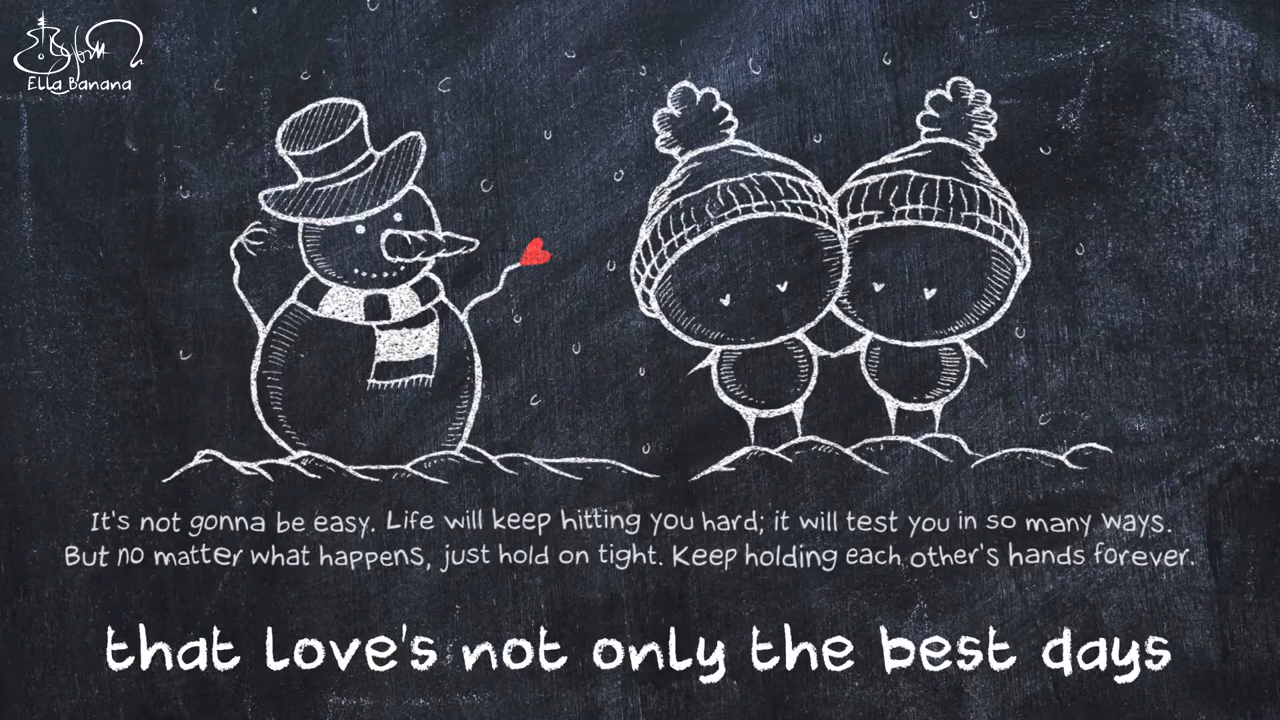 Ella Banana
It's not gonna be easy. Life will keep hitting you hard; it will test you in so many ways.
But no matter what happens, just hold on tight. Keep holding each other's hands forever.
that love's not only the best days